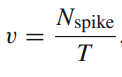 υ = N_spike / T,